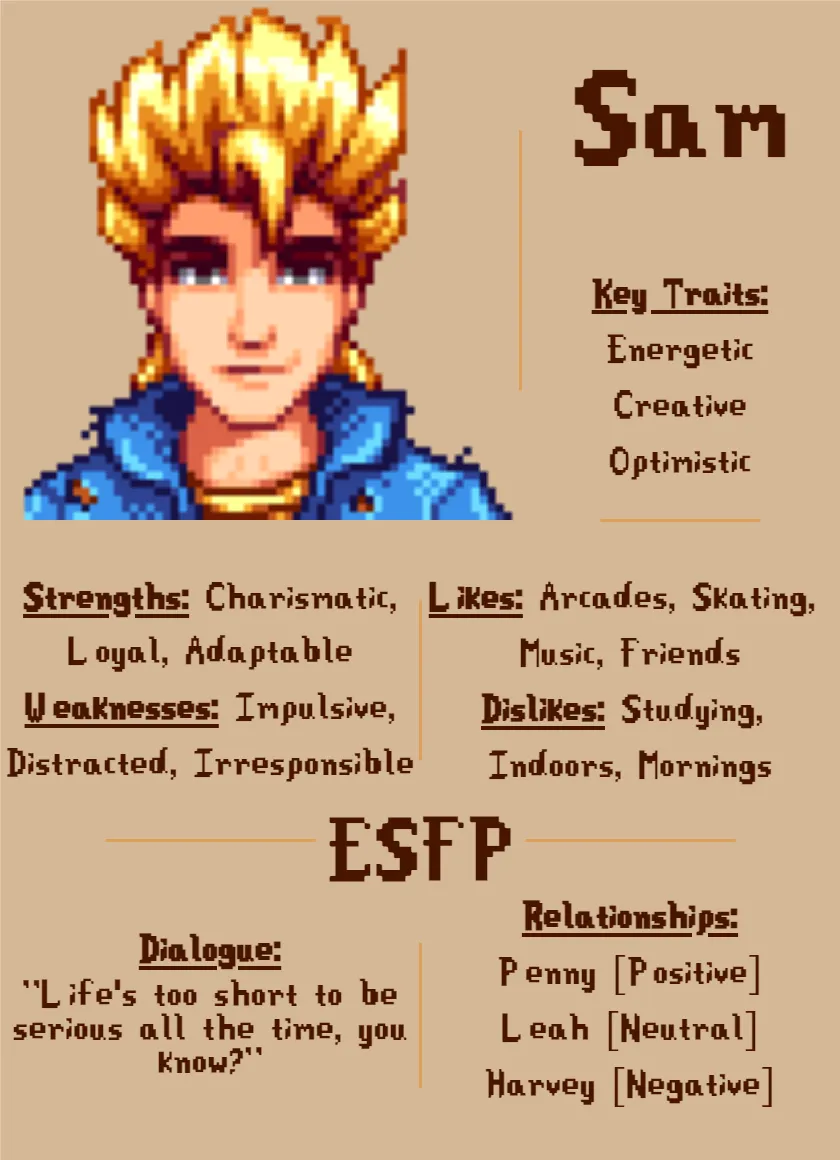 Sam
Key Traits:
Energetic
Creative
Optimistic
Strengths: Charismatic,
Loyal, Adaptable
Weaknesses: Impulsive,
Distracted, Irresponsible
Likes: Arcades, Skating,
Music, Friends
Dislikes: Studying,
Indoors, Mornings
ESFP
Dialogue:
"Life's too short to be
serious all the time, you
know?"
Relationships:
Penny [Positive]
Leah [Neutral]
Harvey [Negative]